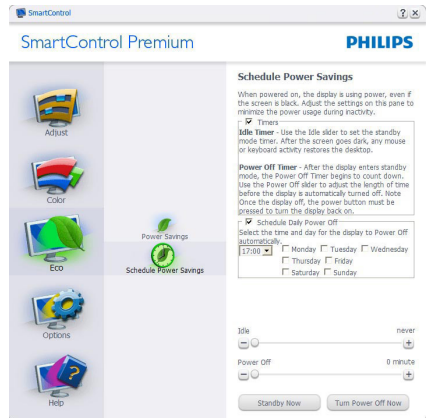 SmartControl
SmartControl Premium
PHILIPS
Adjust
Color
Eco
Options
Help
Power Savings
Schedule Power Savings
Schedule Power Savings
When powered on, the display is using power, even if
the screen is black. Adjust the settings on this pane to
minimize the power usage during inactivity.
Timers
Idle Timer - Use the Idle slider to set the standby
mode timer. After the screen goes dark, any mouse
or keyboard activity restores the desktop.
Power Off Timer - After the display enters standby
mode, the Power Off Timer begins to count down.
Use the Power Off slider to adjust the length of time
before the display is automatically turned off. Note
Once the display off, the power button must be
pressed to turn the display back on.
Schedule Daily Power Off
Select the time and day for the display to Power Off
automatically.
17:00 Monday Tuesday Wednesday
Thursday Friday
Saturday Sunday
Idle never
Power Off 0 minute
Standby Now Turn Power Off Now